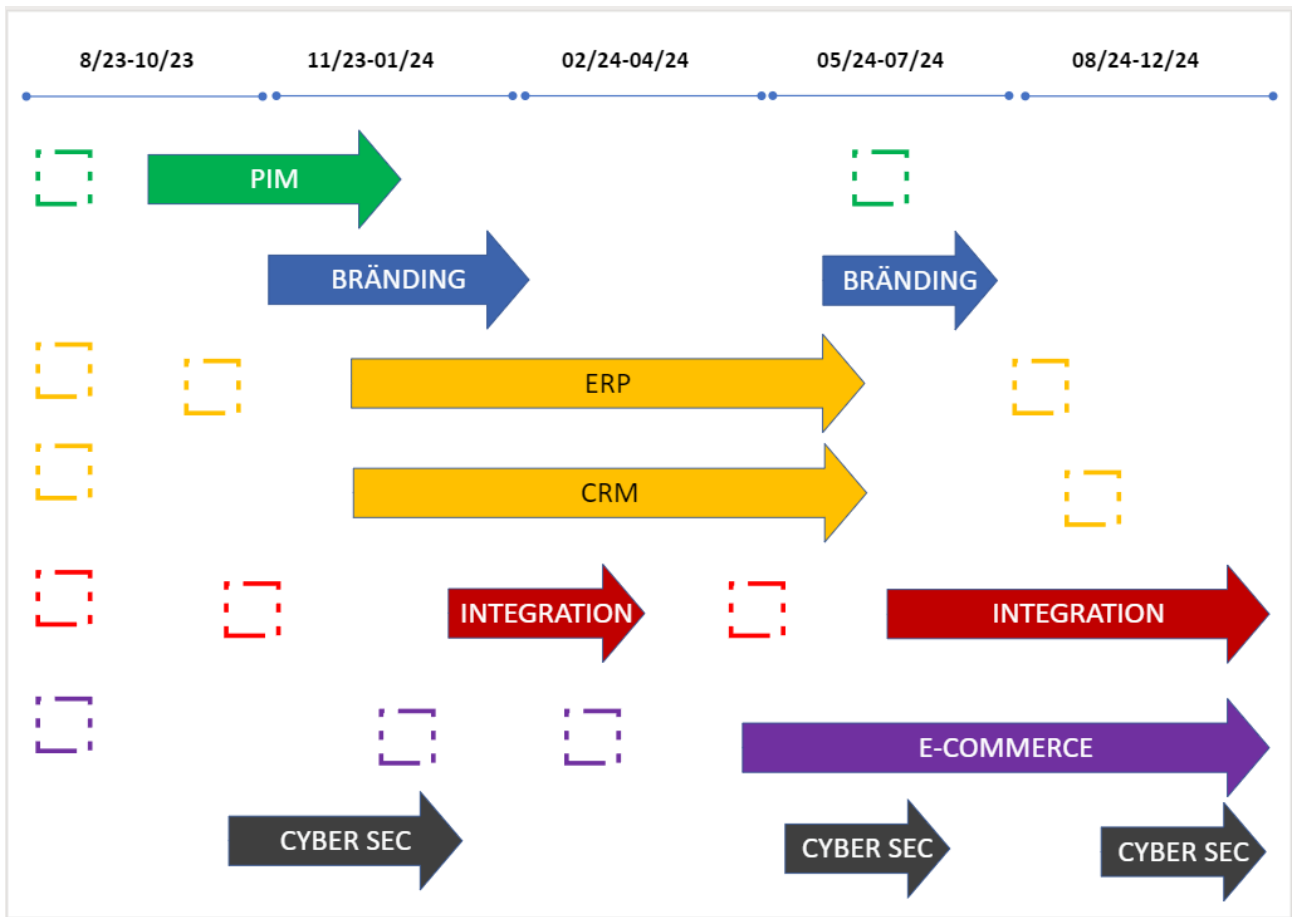 8/23-10/23
11/23-01/24
02/24-04/24
05/24-07/24
08/24-12/24
PIM
BRÄNDING
BRÄNDING
ERP
CRM
INTEGRATION
INTEGRATION
E-COMMERCE
CYBER SEC
CYBER SEC
CYBER SEC